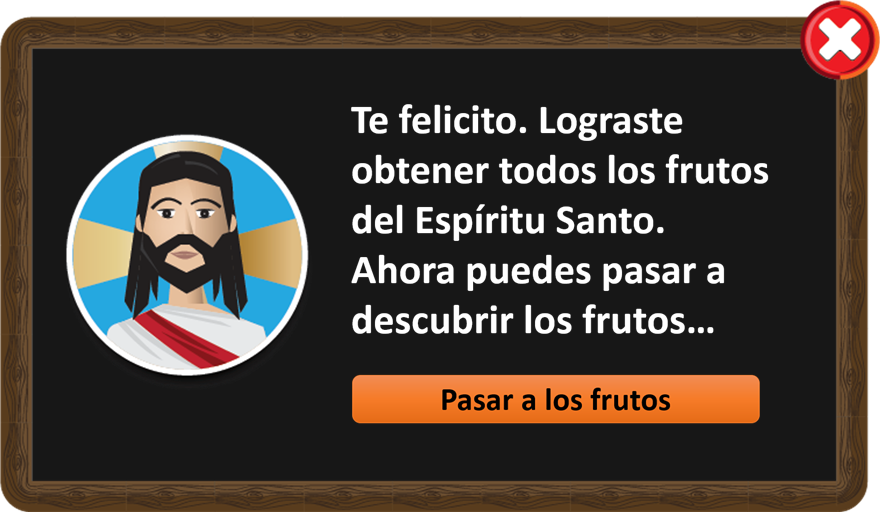 Te felicito. Lograste
obtener todos los frutos
del Espíritu Santo.
Ahora puedes pasar a
descubrir los frutos...
Pasar a los frutos